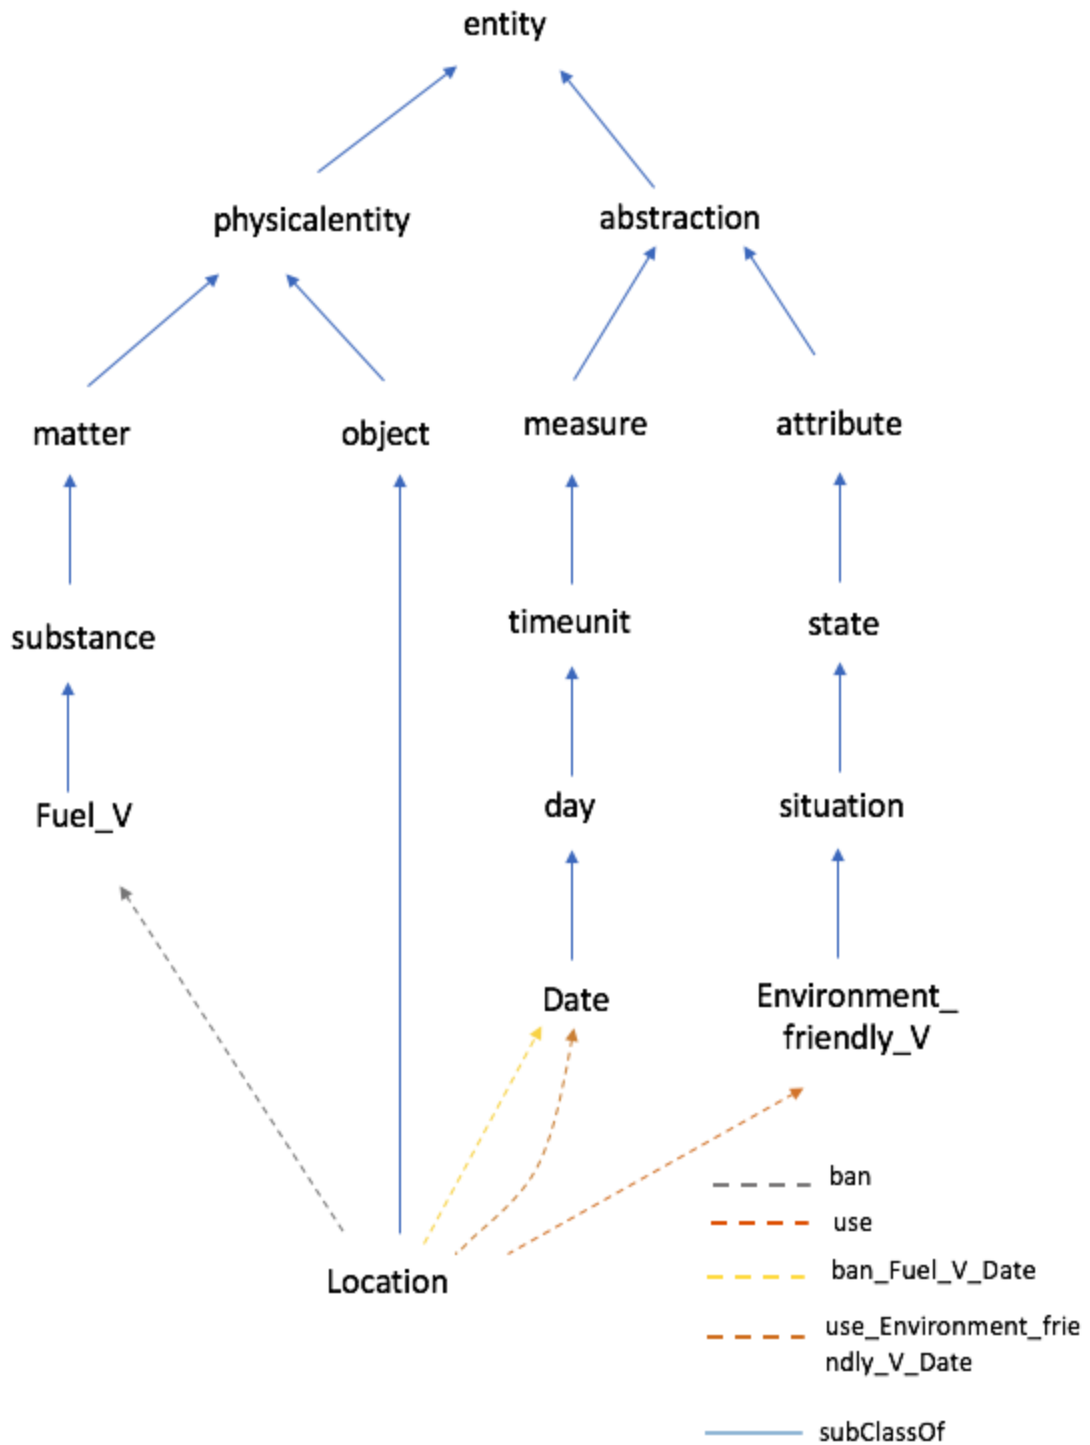 entity
physicalentity
abstraction
matter
object
measure
attribute
substance
timeunit
state
Fuel_V
day
situation
Date
Environment_
friendly_V
Location
ban
use
ban_Fuel_V_Date
use_Environment_frie
ndly_V_Date
subClassOf